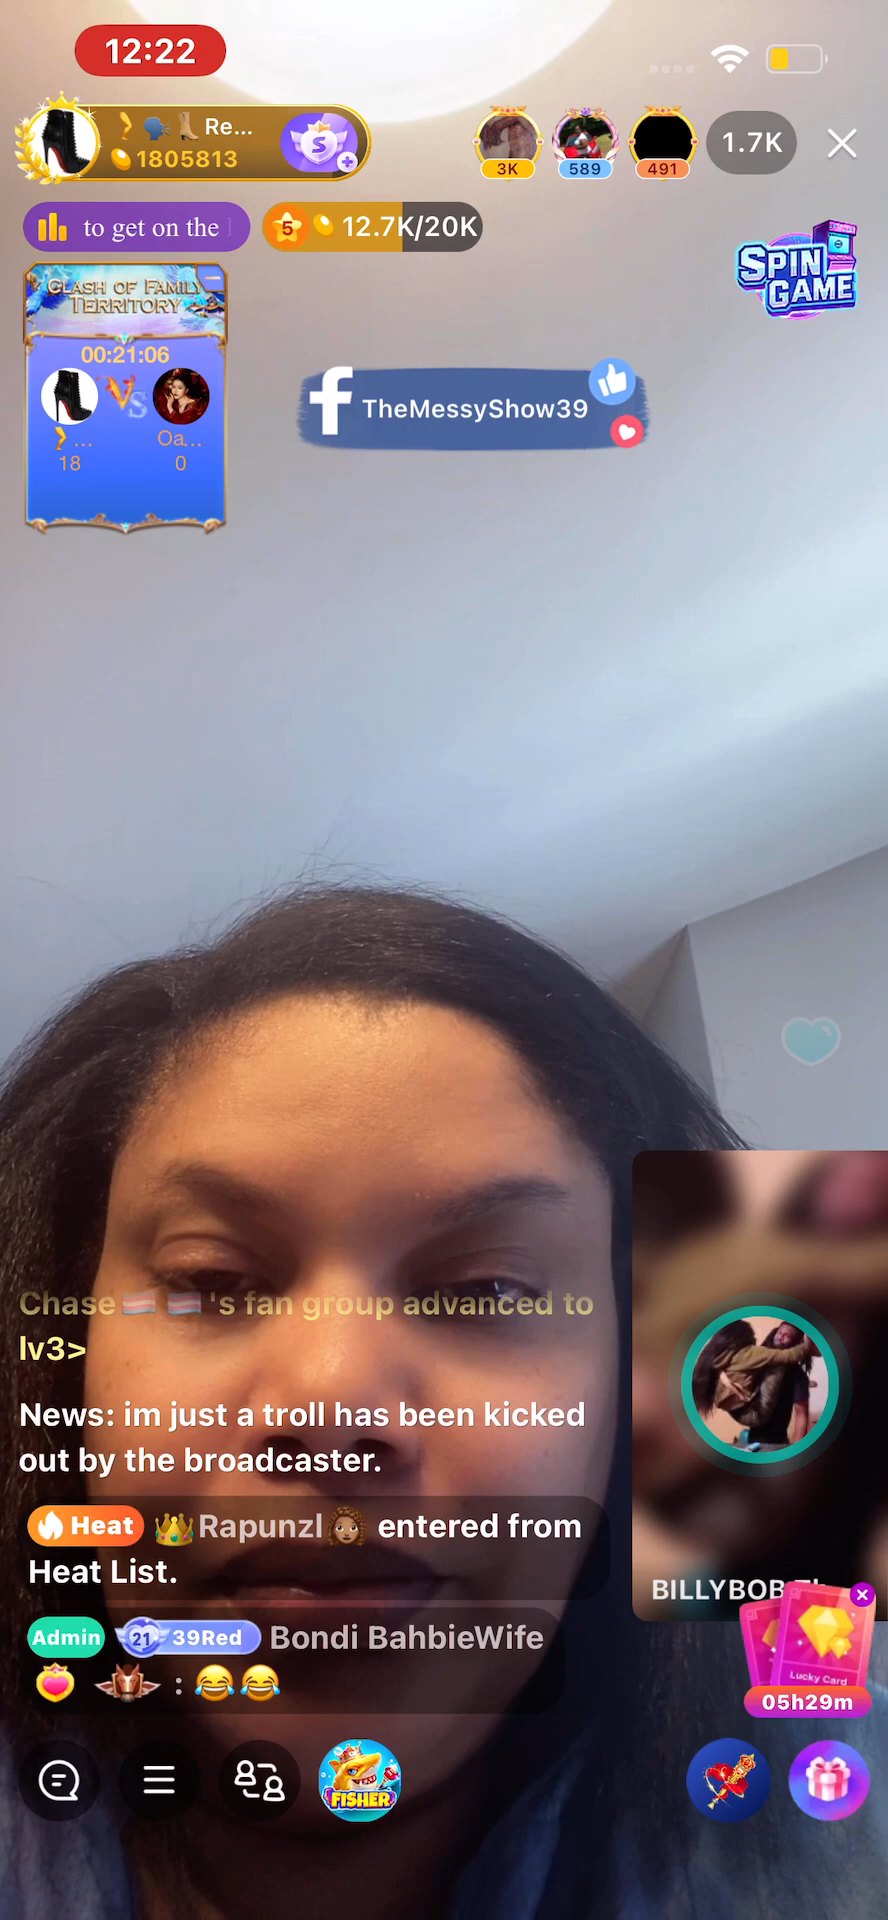 12:22
Re...
1805813
S
3K
589
491
1.7K
to get on the
5
12.7K/20K
SPIN
GAME
CLASH OF FAMILY
TERRITORY
00:21:06
VS
...
Oa...
18
0
TheMessyShow39
Chase 's fan group advanced to
lv3>
News: im just a troll has been kicked
out by the broadcaster.
Heat Rapunzl entered from
Heat List.
BILLYBOB
Admin 21 39Red Bondi BahbieWife
: 😂😂
Lucky Card
05h29m
FISHER